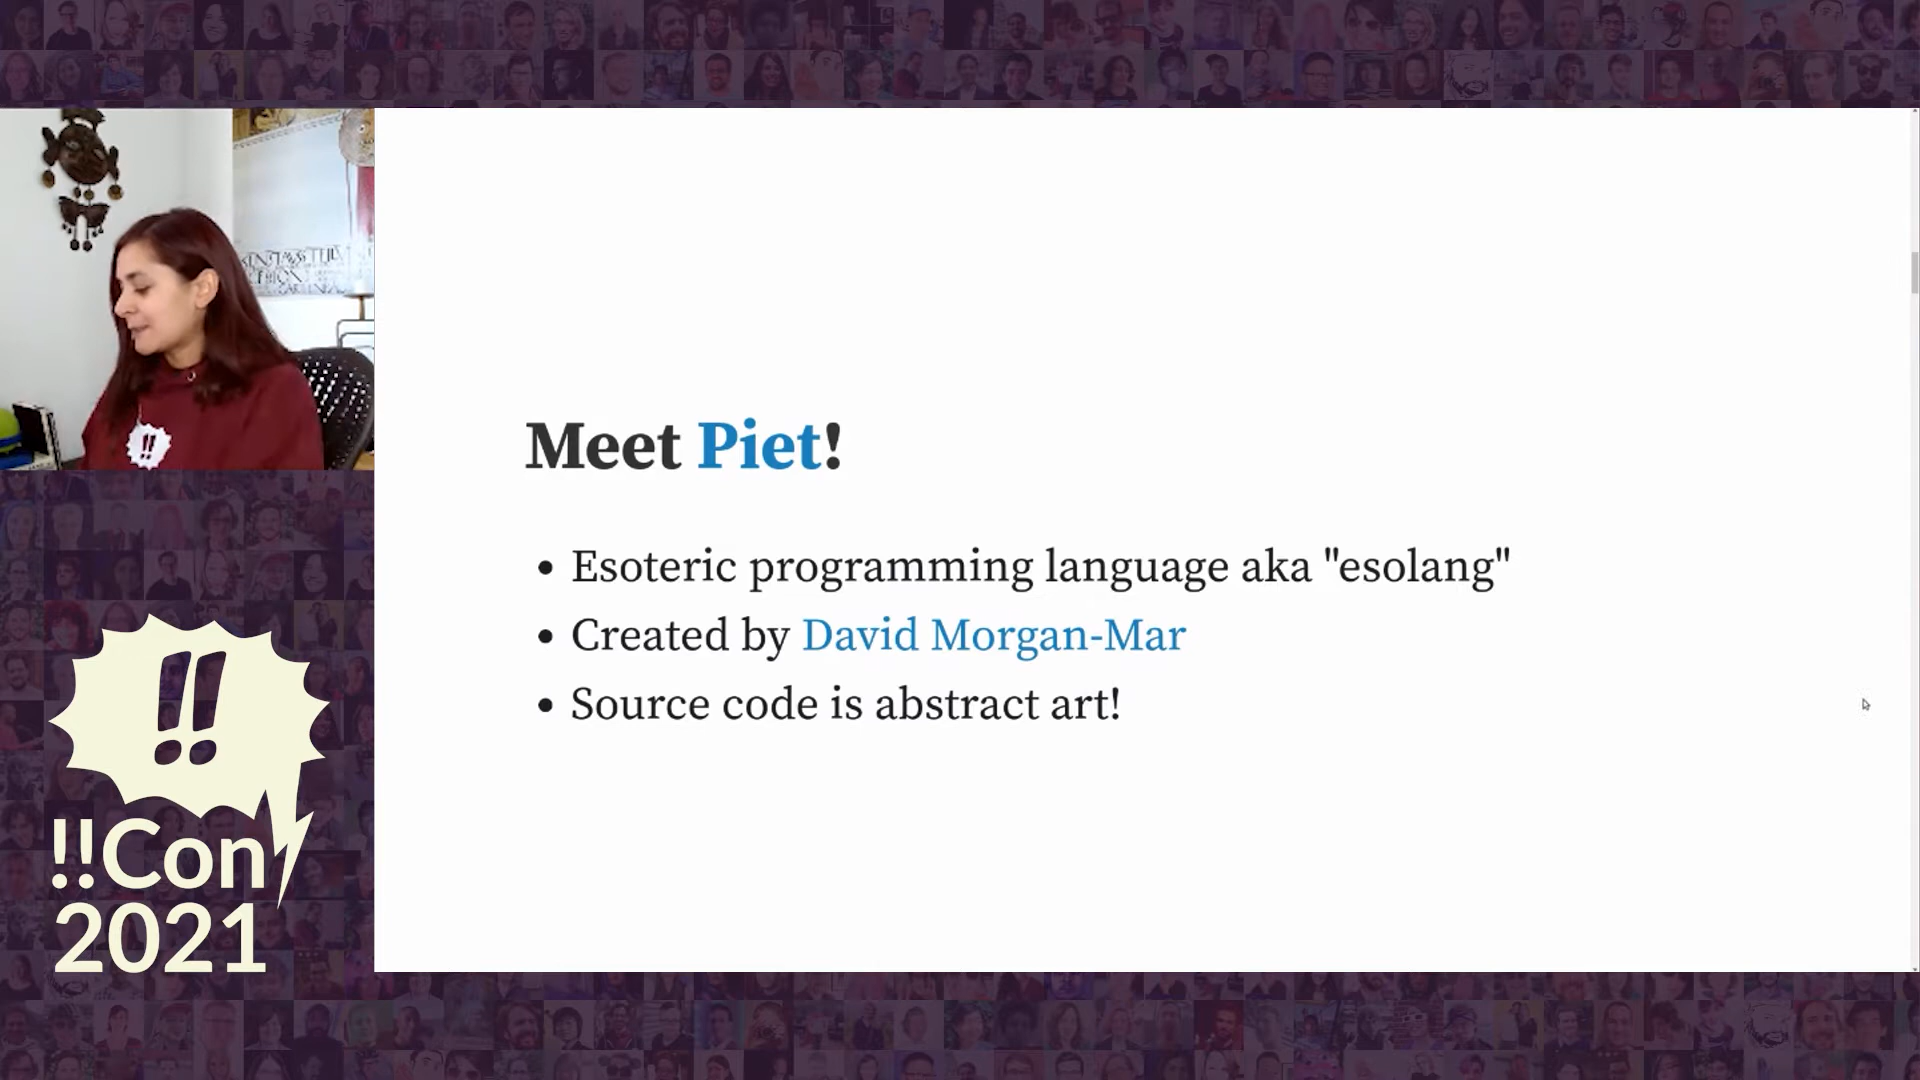 Meet Piet!
• Esoteric programming language aka "esolang"
• Created by David Morgan-Mar
• Source code is abstract art!
!!
!!
!!Con
2021